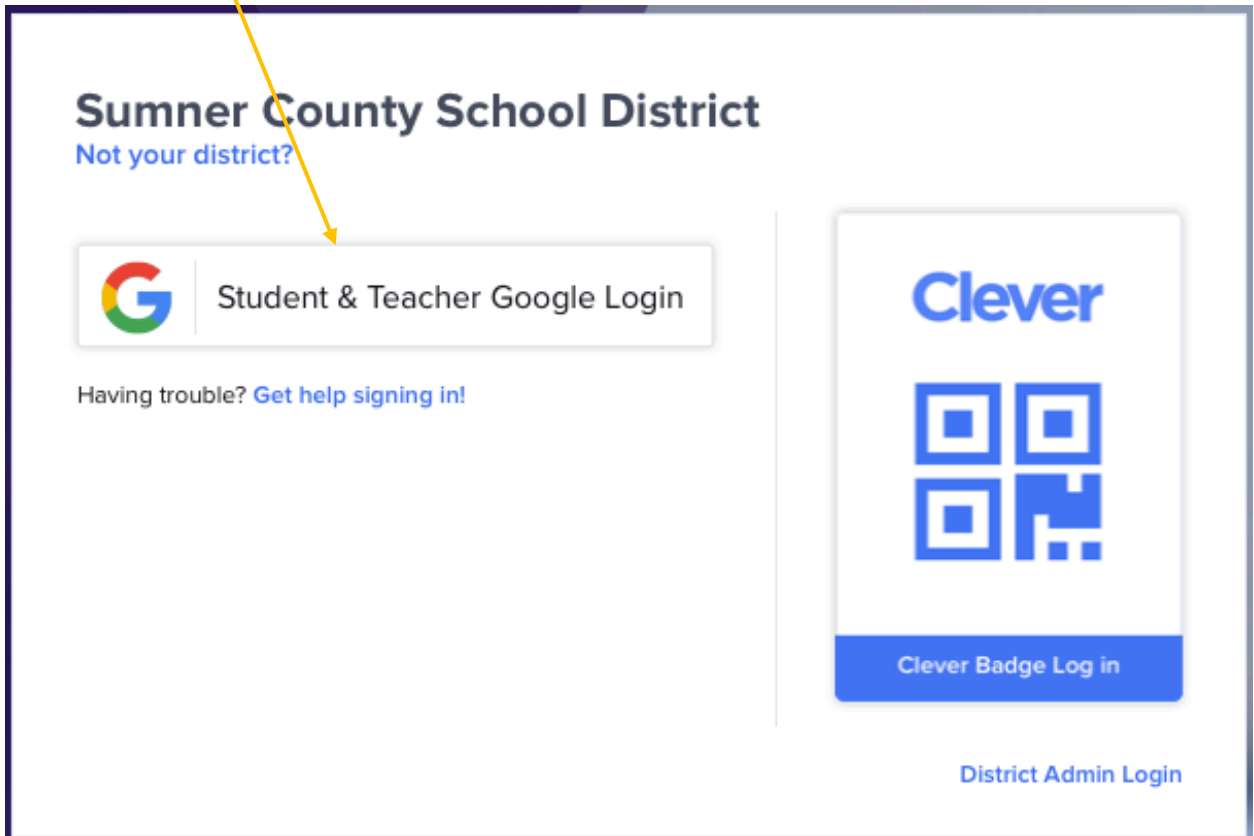 Sumner County School District
Not your district?
Student & Teacher Google Login
Having trouble? Get help signing in!
Clever
Clever Badge Log in
District Admin Login